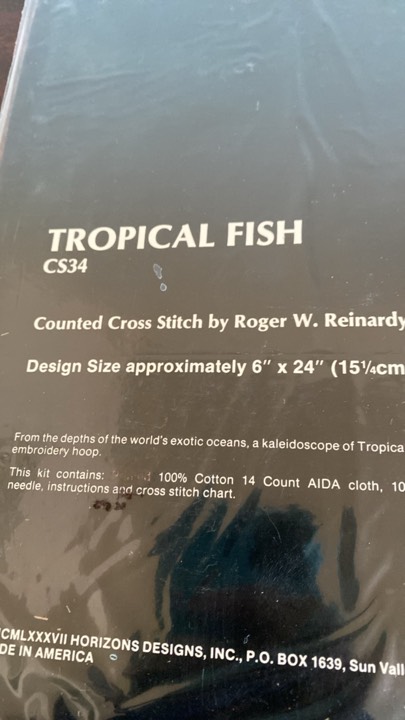 TROPICAL FISH
CS34
Counted Cross Stitch by Roger W. Reinardy
Design Size approximately 6" x 24" (15¼cm
From the depths of the world's exotic oceans, a kaleidoscope of Tropica
embroidery hoop.
This kit contains: 100% Cotton 14 Count AIDA cloth, 10
needle, instructions and cross stitch chart.
CMLXXXVII HORIZONS DESIGNS, INC., P.O. BOX 1639, Sun Vall
DE IN AMERICA